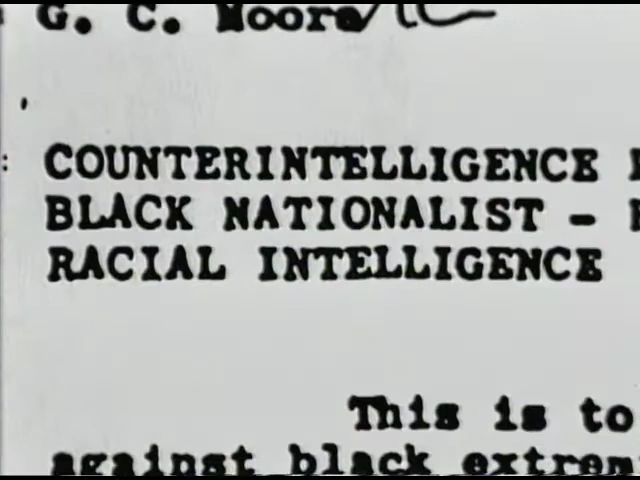 G. C. Moore
: COUNTERINTELLIGENCE
BLACK NATIONALIST -
RACIAL INTELLIGENCE
This is to
against black